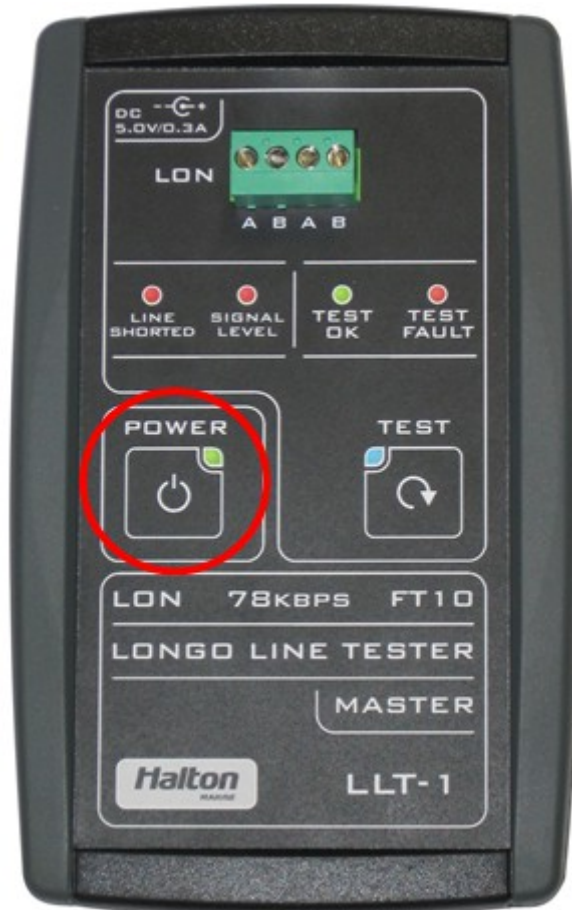 DC
5.0V/0.3A
LON
A B A B
LINE
SHORTED
SIGNAL
LEVEL
TEST
OK
TEST
FAULT
POWER
TEST
LON 78KBPS FT10
LONGO LINE TESTER
MASTER
Halton
MARINE
LLT-1